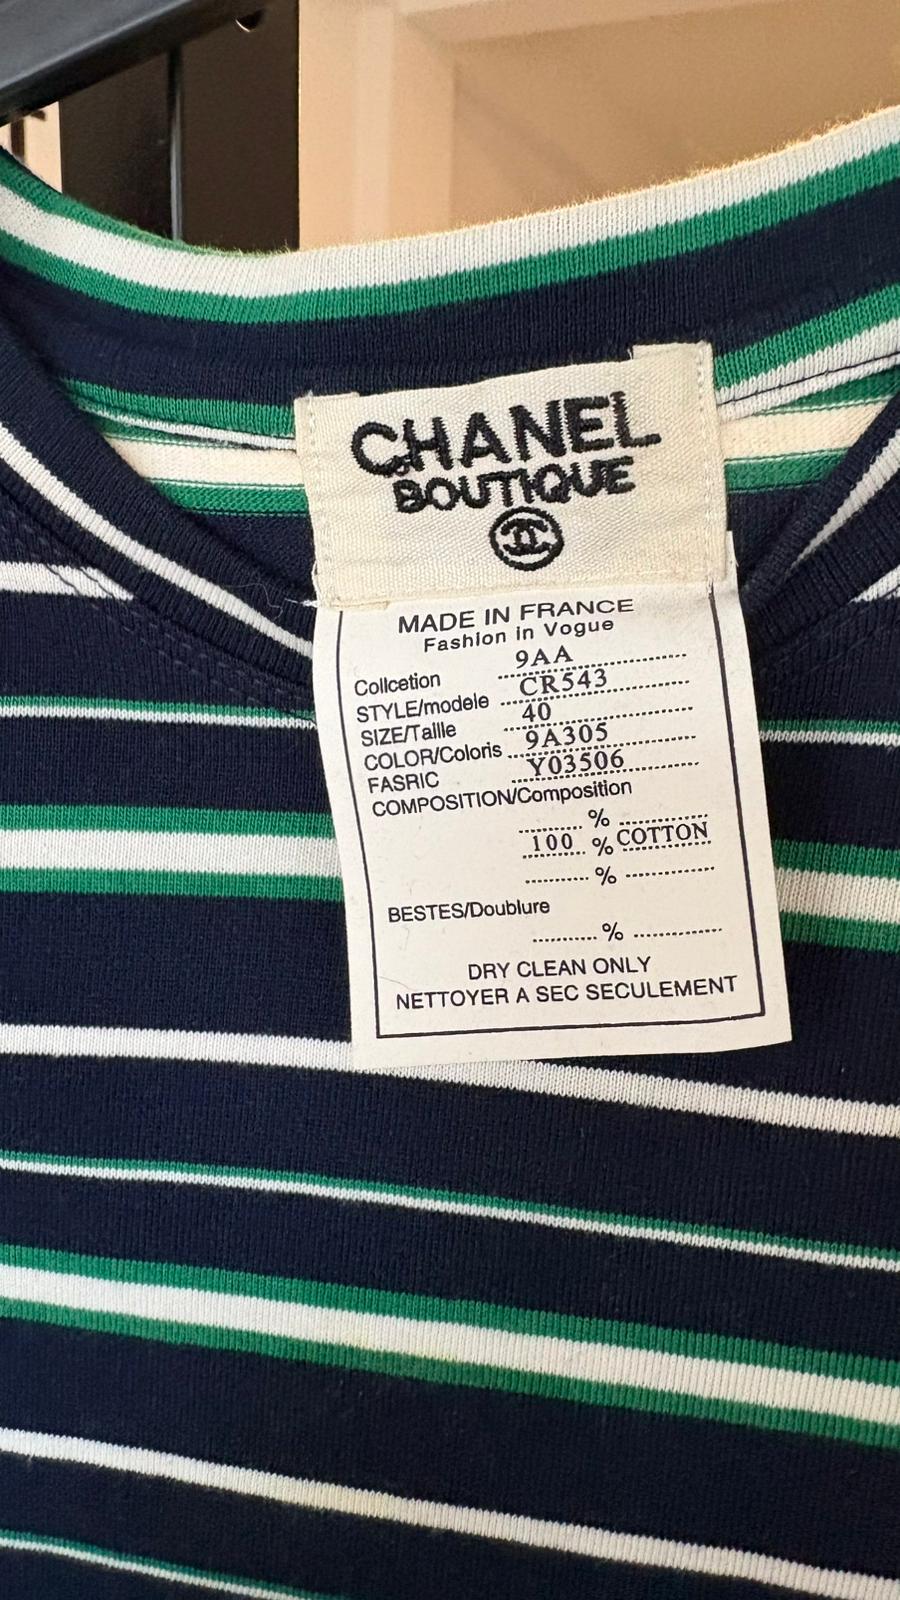 CHANEL
BOUTIQUE
MADE IN FRANCE
Fashion in Vogue
Collcetion 9AA
STYLE/modele CR543
SIZE/Taille 40
COLOR/Coloris 9A305
FASRIC Y03506
COMPOSITION/Composition
%
100 % COTTON
%
BESTES/Doublure
%
DRY CLEAN ONLY
NETTOYER A SEC SECULEMENT